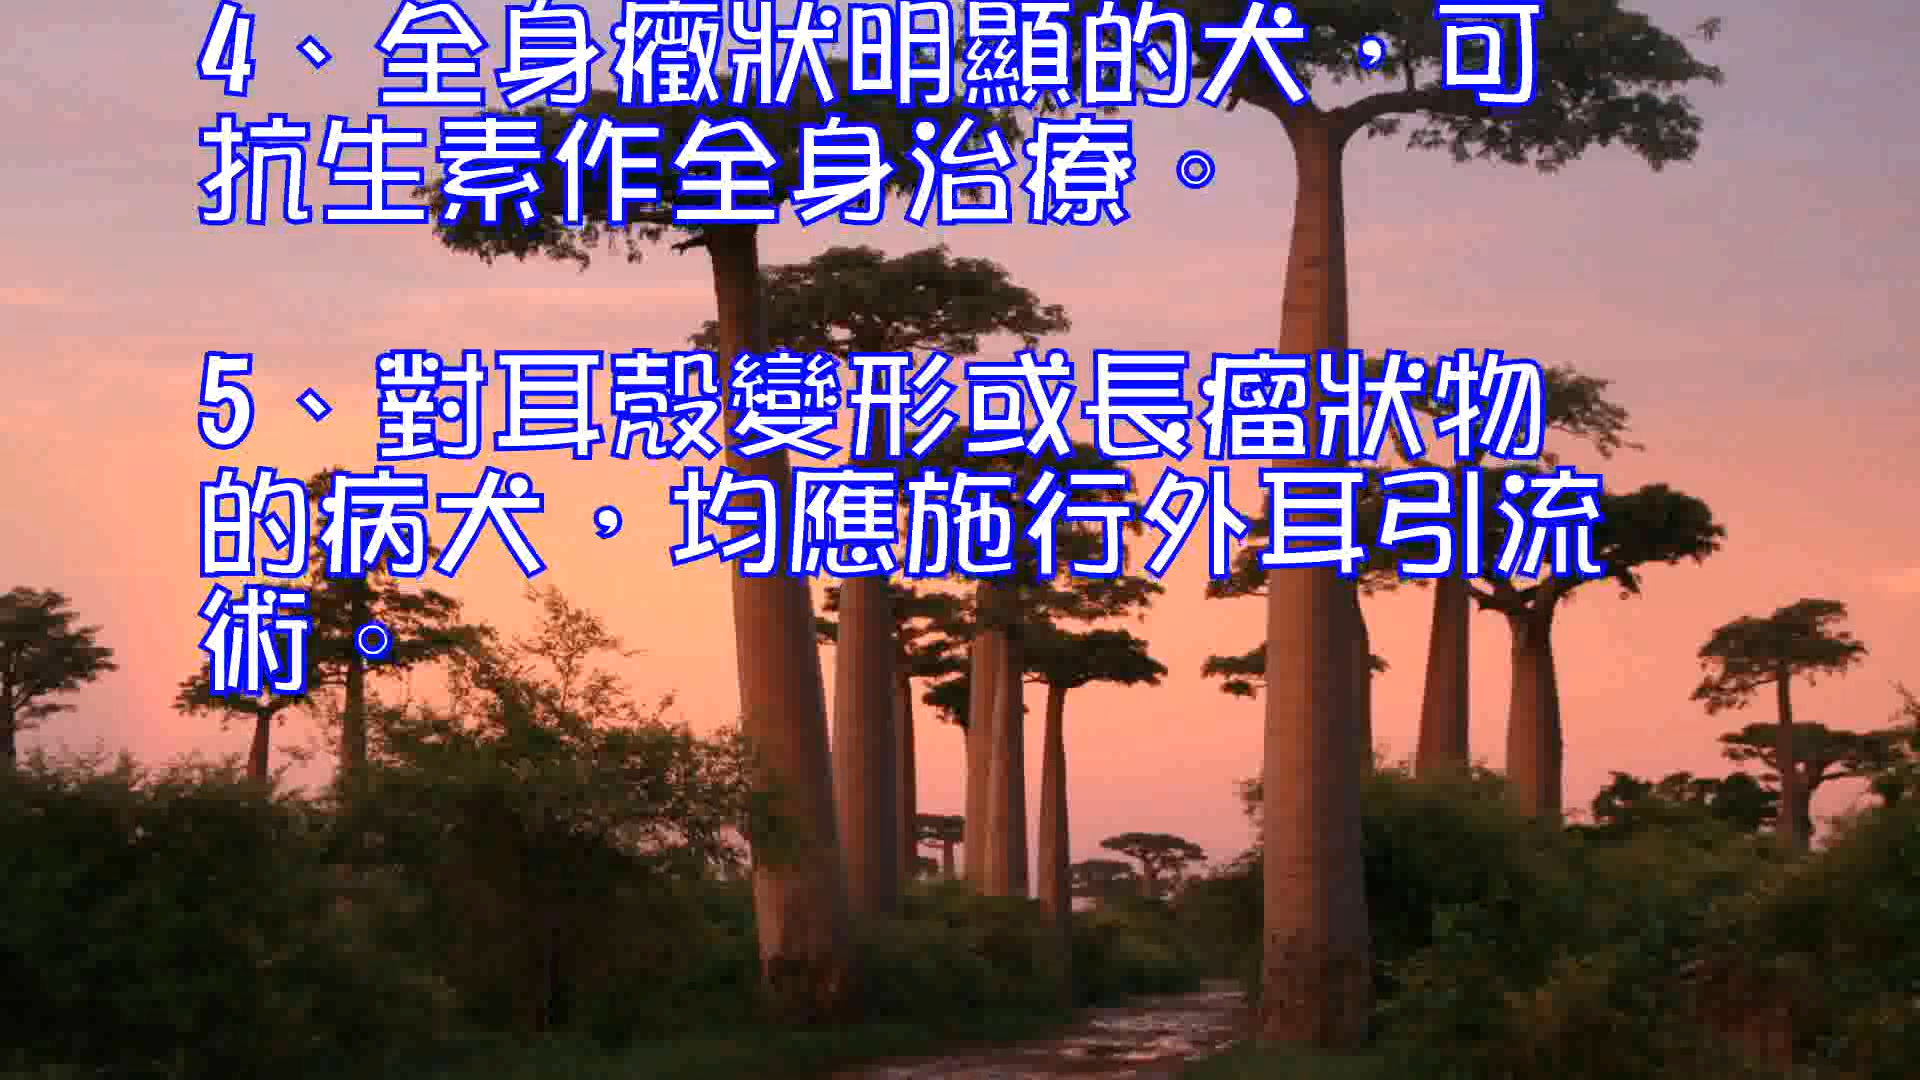 4、全身癥狀明顯的犬，可
抗生素作全身治療。
5、對耳殼變形或長瘤狀物
的病犬，均應施行外耳引流
術。